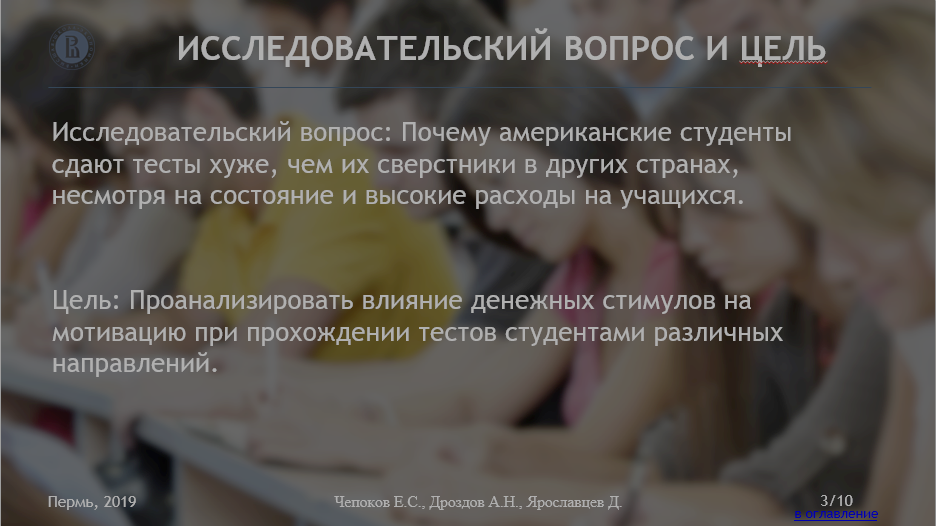 ИССЛЕДОВАТЕЛЬСКИЙ ВОПРОС И ЦЕЛЬ
Исследовательский вопрос: Почему американские студенты
сдают тесты хуже, чем их сверстники в других странах,
несмотря на состояние и высокие расходы на учащихся.
Цель: Проанализировать влияние денежных стимулов на
мотивацию при прохождении тестов студентами различных
направлений.
Пермь, 2019
Чепоков Е.С., Дроздов А.Н., Ярославцев Д.
3/10
в оглавление